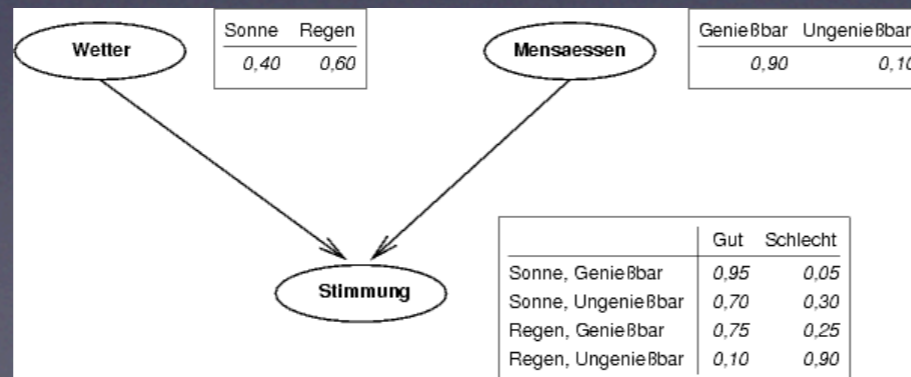 Wetter
Sonne Regen
0,40 0,60
Mensaessen
Genießbar Ungenießbar
0,90 0,10
Stimmung
Gut Schlecht
Sonne, Genießbar 0,95 0,05
Sonne, Ungenießbar 0,70 0,30
Regen, Genießbar 0,75 0,25
Regen, Ungenießbar 0,10 0,90